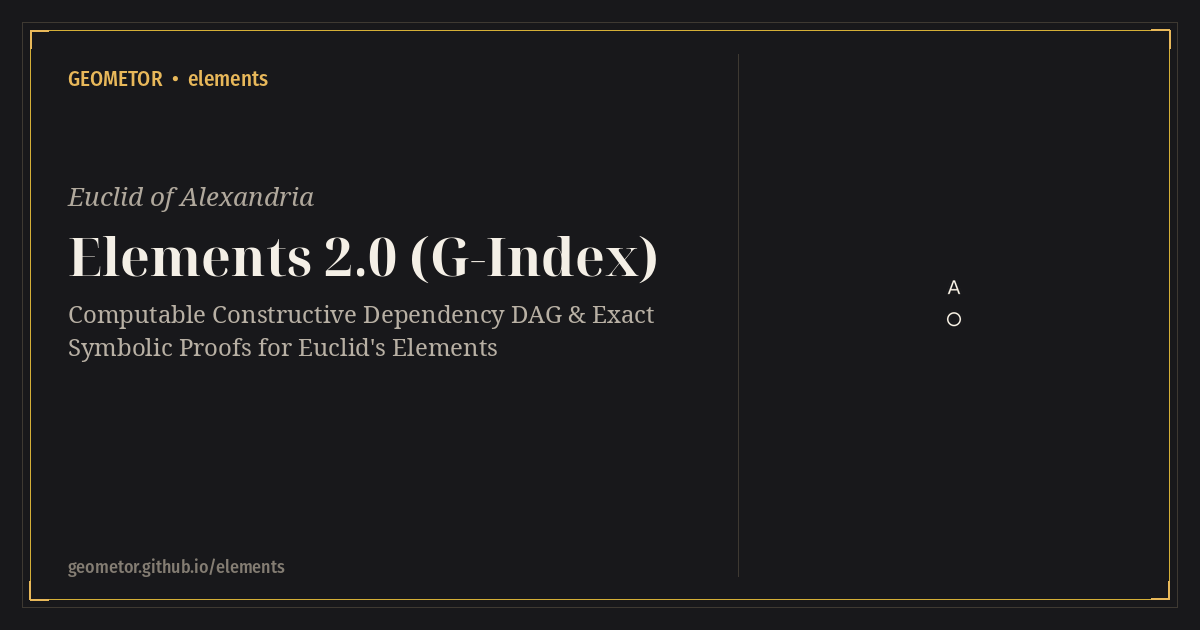 GEOMETOR • elements
Euclid of Alexandria
Elements 2.0 (G-Index)
Computable Constructive Dependency DAG & Exact
Symbolic Proofs for Euclid's Elements
A
geometor.github.io/elements